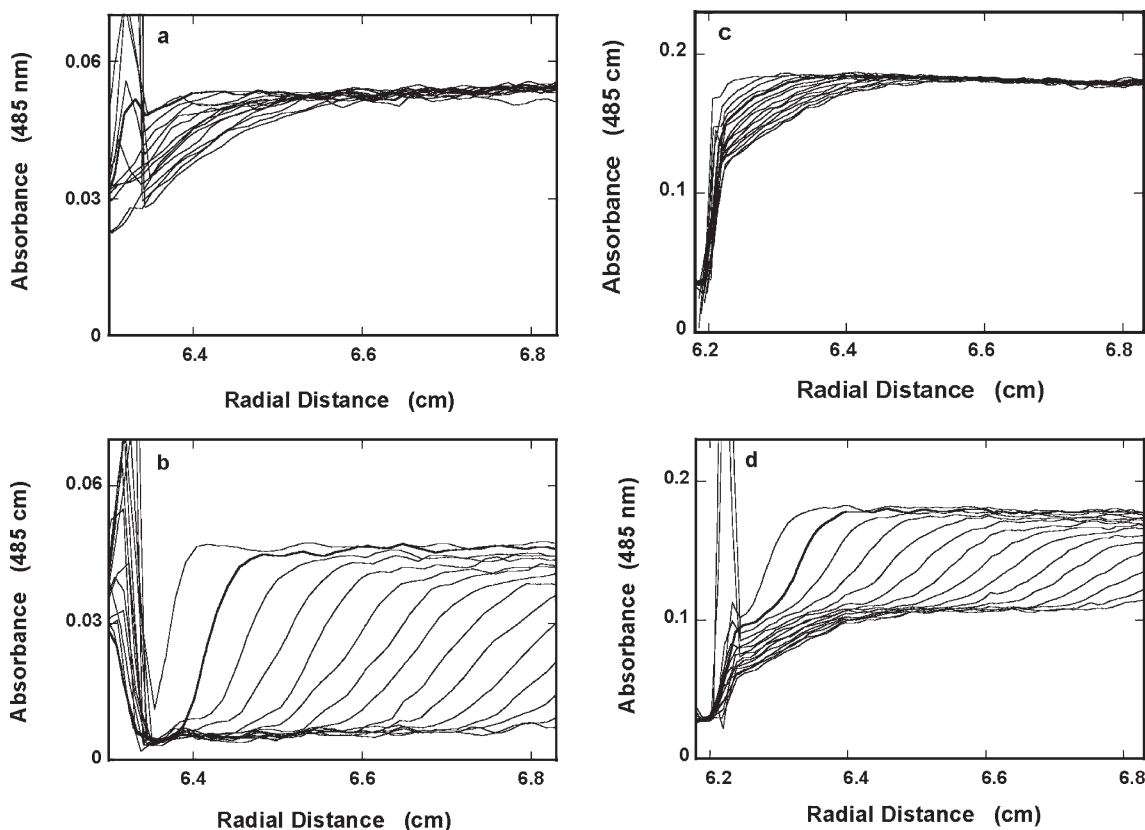 a
0.06
0.03
0
Absorbance (485 nm)
6.4 6.6 6.8
Radial Distance (cm)
c
0.2
0.1
0
Absorbance (485 cm)
6.2 6.4 6.6 6.8
Radial Distance (cm)
b
0.06
0.03
0
Absorbance (485 cm)
6.4 6.6 6.8
Radial Distance (cm)
d
0.2
0.1
0
Absorbance (485 nm)
6.2 6.4 6.6 6.8
Radial Distance (cm)